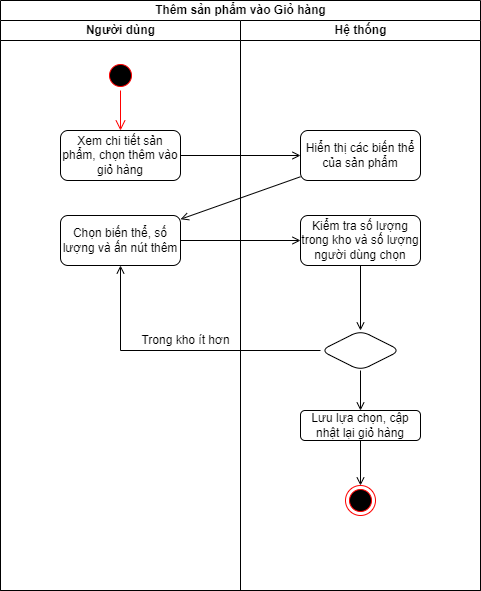 Thêm sản phẩm vào Giỏ hàng
Người dùng
Hệ thống
Xem chi tiết sản
phẩm, chọn thêm vào
giỏ hàng
Hiển thị các biến thể
của sản phẩm
Chọn biến thể, số
lượng và ấn nút thêm
Kiểm tra số lượng
trong kho và số lượng
người dùng chọn
Trong kho ít hơn
Lưu lựa chọn, cập
nhật lại giỏ hàng